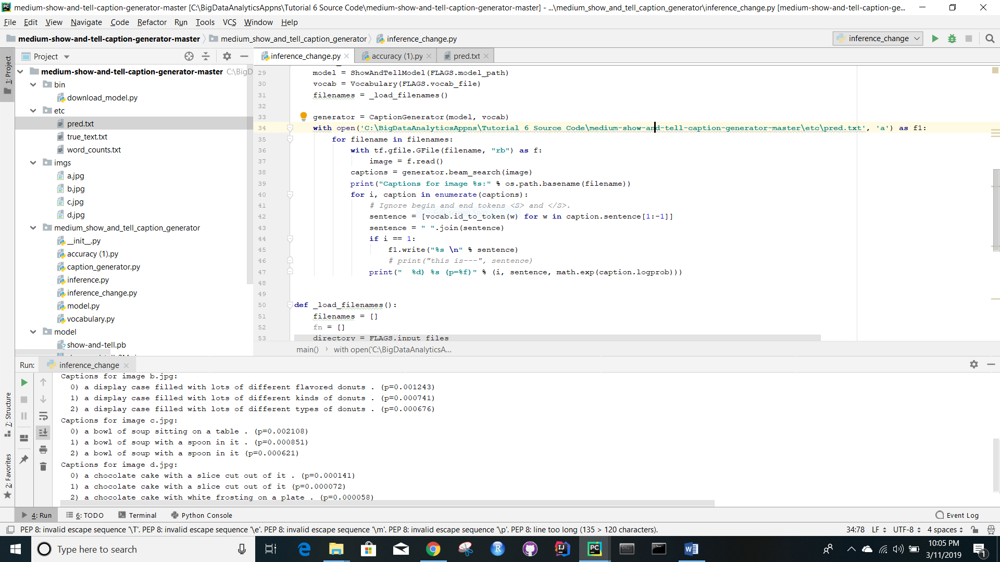 medium-show-and-tell-caption-generator-master [C:\BigDataAnalyticsAppns\Tutorial 6 Source Code\medium-show-and-tell-caption-generator-master] - ...\medium_show_and_tell_caption_generator\inference_change.py [medium-show-and-tell-caption-ge...
File Edit View Navigate Code Refactor Run Tools VCS Window Help
medium-show-and-tell-caption-generator-master medium_show_and_tell_caption_generator inference_change.py
inference_change
1: Project
Project
medium-show-and-tell-caption-generator-master C:\BigD
bin
download_model.py
etc
pred.txt
true_text.txt
word_counts.txt
imgs
a.jpg
b.jpg
c.jpg
d.jpg
medium_show_and_tell_caption_generator
__init__.py
accuracy (1).py
caption_generator.py
inference.py
inference_change.py
model.py
vocabulary.py
model
show-and-tell.pb
inference_change.py accuracy (1).py pred.txt
29 model = ShowAndTellModel(FLAGS.model_path)
30 vocab = Vocabulary(FLAGS.vocab_file)
31 filenames = _load_filenames()
32
33 generator = CaptionGenerator(model, vocab)
34 with open('C:\BigDataAnalyticsAppns\Tutorial 6 Source Code\medium-show-and-tell-caption-generator-master\etc\pred.txt', 'a') as f1:
35 for filename in filenames:
36 with tf.gfile.GFile(filename, "rb") as f:
37 image = f.read()
38 captions = generator.beam_search(image)
39 print("Captions for image %s:" % os.path.basename(filename))
40 for i, caption in enumerate(captions):
41 # Ignore begin and end tokens <S> and </S>.
42 sentence = [vocab.id_to_token(w) for w in caption.sentence[1:-1]]
43 sentence = " ".join(sentence)
44 if i == 1:
45 f1.write("%s \n" % sentence)
46 # print("this is---", sentence)
47 print("  %d) %s (p=%f)" % (i, sentence, math.exp(caption.logprob)))
48
49
50 def _load_filenames():
51 filenames = []
52 fn = []
53 directory = FLAGS.input_files
main() with open('C:\BigDataAnalyticsA...
Run: inference_change
7: Structure
2: Favorites
Captions for image b.jpg:
0) a display case filled with lots of different flavored donuts . (p=0.001243)
1) a display case filled with lots of different kinds of donuts . (p=0.000741)
2) a display case filled with lots of different types of donuts . (p=0.000676)
Captions for image c.jpg:
0) a bowl of soup sitting on a table . (p=0.002108)
1) a bowl of soup with a spoon in it . (p=0.000851)
2) a bowl of soup with a spoon in it (p=0.000621)
Captions for image d.jpg:
0) a chocolate cake with a slice cut out of it . (p=0.000141)
1) a chocolate cake with a slice cut out of it (p=0.000072)
2) a chocolate cake with white frosting on a plate . (p=0.000058)
4: Run 6: TODO Terminal Python Console Event Log
PEP 8: invalid escape sequence '\T'. PEP 8: invalid escape sequence '\e'. PEP 8: invalid escape sequence '\m'. PEP 8: invalid escape sequence '\p'. PEP 8: line too long (135 > 120 characters). 34:78 LF UTF-8 4 spaces
Type here to search
10:05 PM
3/11/2019
1